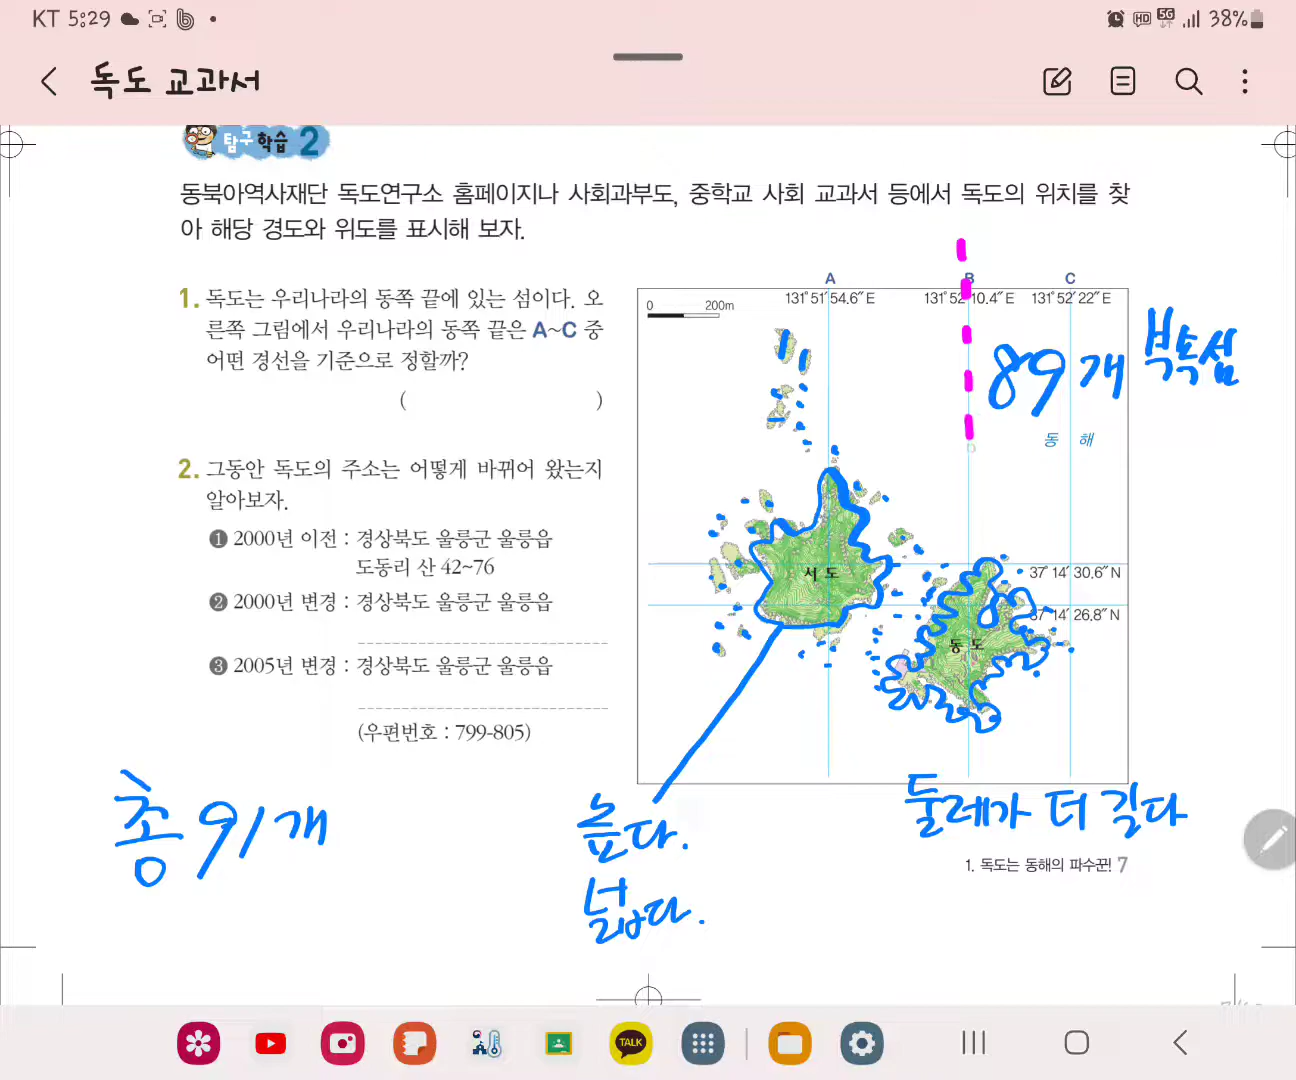 KT 5:29
HD 5G 38%
독도 교과서
탐구 학습 2
동북아역사재단 독도연구소 홈페이지나 사회과부도, 중학교 사회 교과서 등에서 독도의 위치를 찾
아 해당 경도와 위도를 표시해 보자.
1. 독도는 우리나라의 동쪽 끝에 있는 섬이다. 오
른쪽 그림에서 우리나라의 동쪽 끝은 A~C 중
어떤 경선을 기준으로 정할까?
( )
2. 그동안 독도의 주소는 어떻게 바뀌어 왔는지
알아보자.
❶ 2000년 이전 : 경상북도 울릉군 울릉읍
도동리 산 42~76
❷ 2000년 변경 : 경상북도 울릉군 울릉읍
❸ 2005년 변경 : 경상북도 울릉군 울릉읍
(우편번호 : 799-805)
A B C
0 200m
131° 51′ 54.6″ E 131° 52′ 10.4″ E 131° 52′ 22″ E
89개 부속섬
동 해
서 도
37° 14′ 30.6″ N
37° 14′ 26.8″ N
동 도
총 91개
높다.
넓다.
둘레가 더 길다
1. 독도는 동해의 파수꾼! 7
TALK